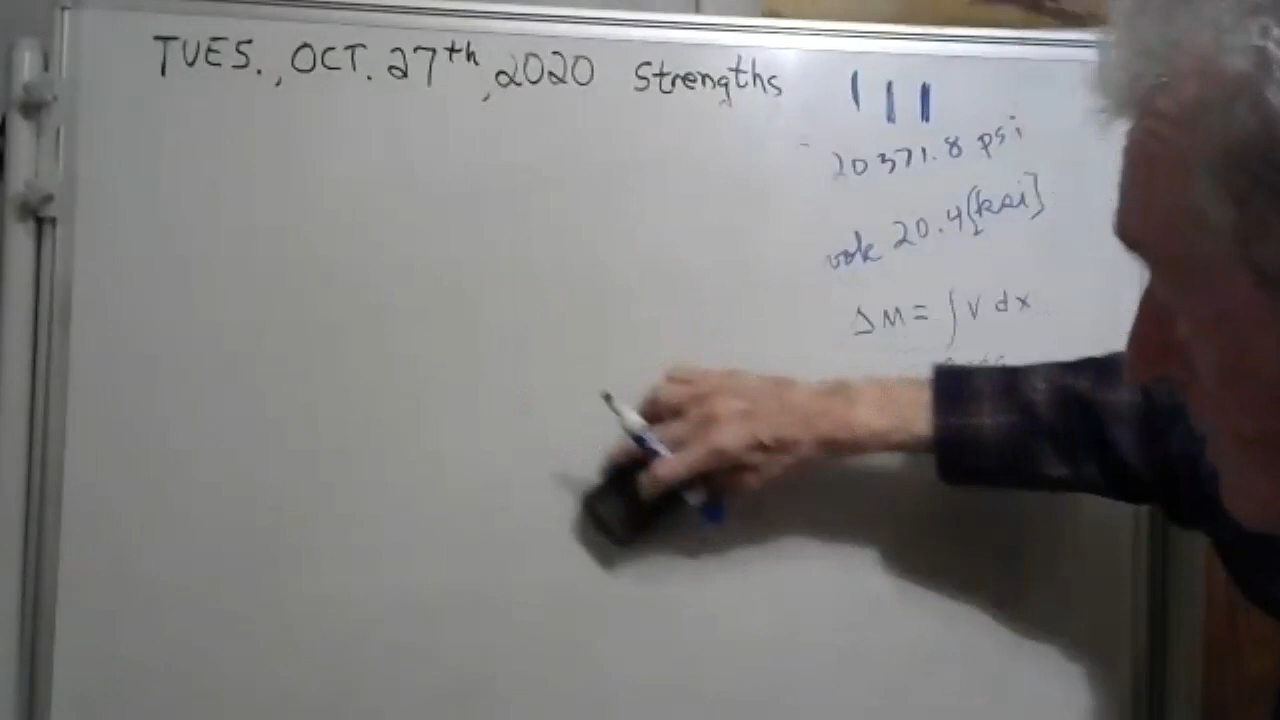 TUES., OCT. 27th, 2020 Strengths
20371.8 psi
20.4 [ksi]
ΔM = ∫ V dx